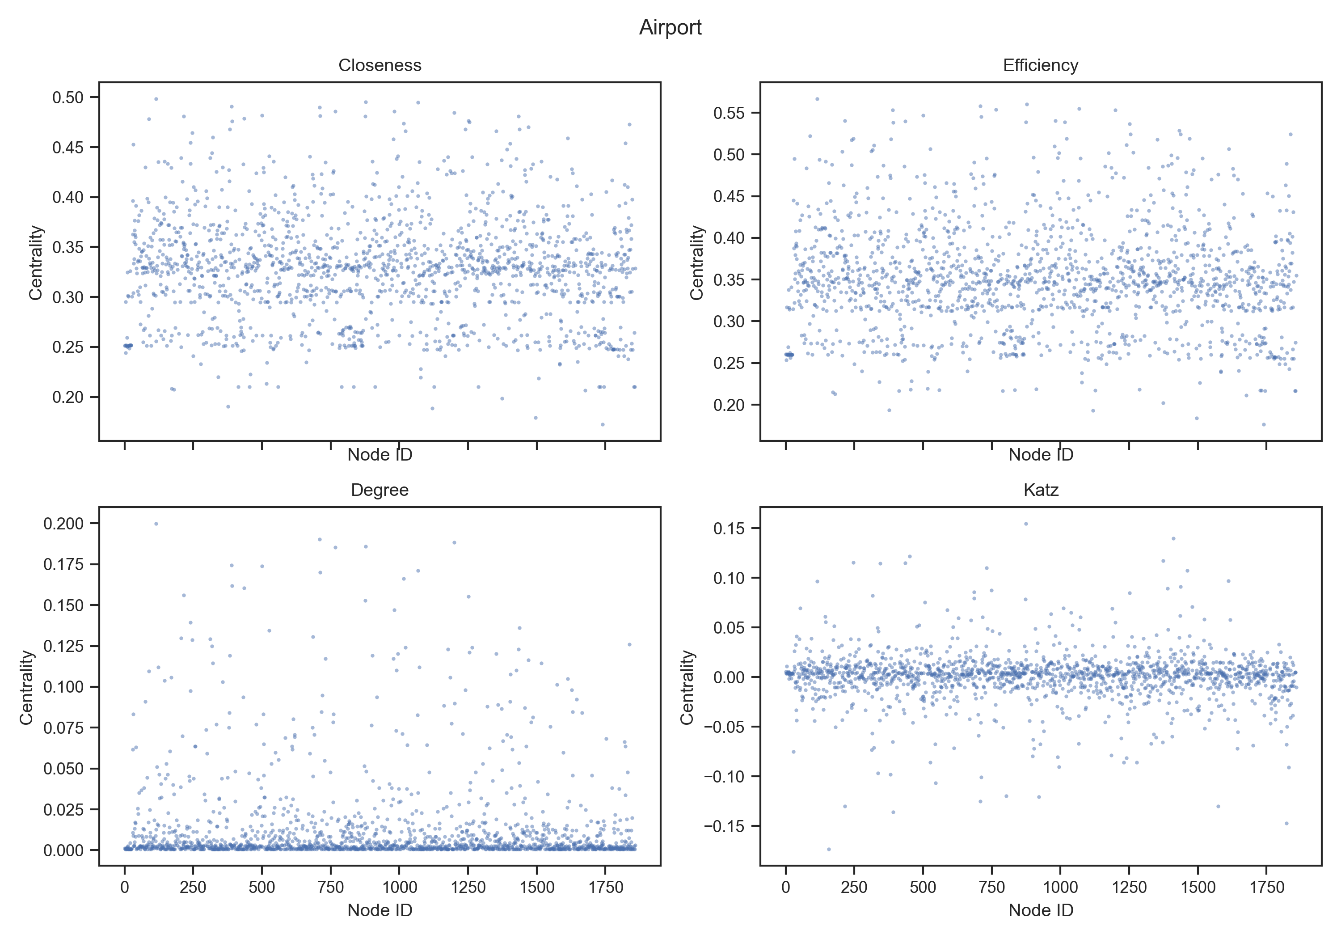 Airport
Closeness
Efficiency
0.50
0.45
0.40
0.35
0.30
0.25
0.20
Centrality
Node ID
0.55
0.50
0.45
0.40
0.35
0.30
0.25
0.20
Centrality
Node ID
Degree
Katz
0.200
0.175
0.150
0.125
0.100
0.075
0.050
0.025
0.000
Centrality
0 250 500 750 1000 1250 1500 1750
Node ID
0.15
0.10
0.05
0.00
−0.05
−0.10
−0.15
Centrality
0 250 500 750 1000 1250 1500 1750
Node ID